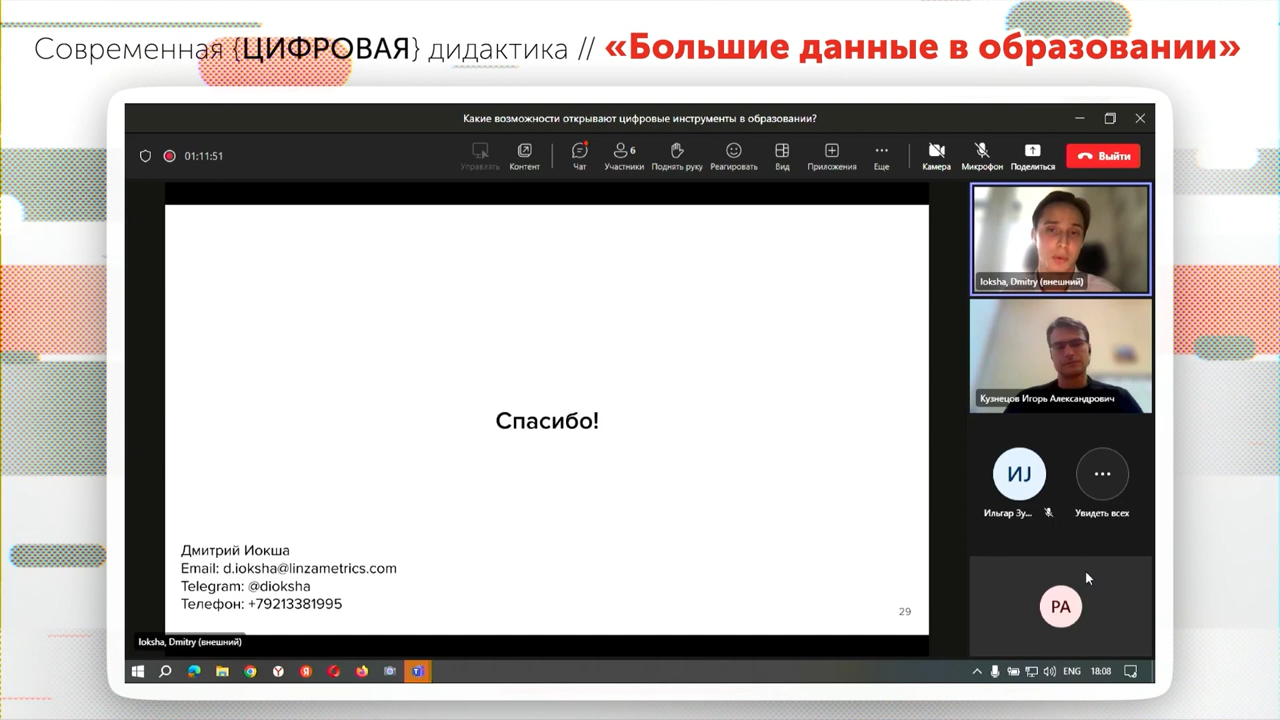 Современная {ЦИФРОВАЯ} дидактика // «Большие данные в образовании»
Какие возможности открывают цифровые инструменты в образовании?
01:11:51
Управлять
Контент
Чат
6
Участники
Поднять руку
Реагировать
Вид
Приложения
Еще
Камера
Микрофон
Поделиться
Выйти
Ioksha, Dmitry (внешний)
Кузнецов Игорь Александрович
ИJ
Ильгар Зу...
Увидеть всех
РА
Спасибо!
Дмитрий Иокша
Email: d.ioksha@linzametrics.com
Telegram: @dioksha
Телефон: +79213381995
29
Ioksha, Dmitry (внешний)
ENG
18:08